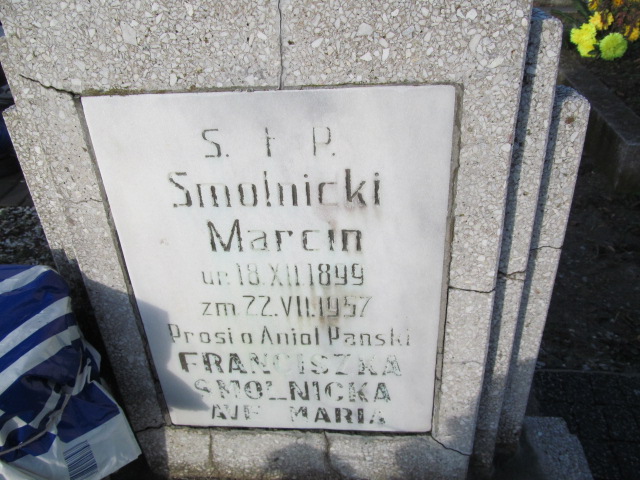 S. † P.
Smolnicki
Marcin
ur. 18.XII.1899
zm. 22.VII.1957
Prosi o Anioł Pański
FRANCISZKA
SMOLNICKA
AVE MARIA